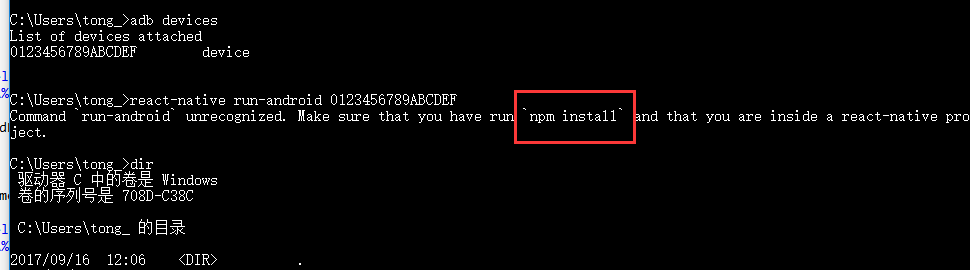 C:\Users\tong_>adb devices
List of devices attached
0123456789ABCDEF        device
C:\Users\tong_>react-native run-android 0123456789ABCDEF
Command `run-android` unrecognized. Make sure that you have run `npm install` and that you are inside a react-native pro
ject.
C:\Users\tong_>dir
驱动器 C 中的卷是 Windows
卷的序列号是 708D-C38C
C:\Users\tong_ 的目录
2017/09/16  12:06    <DIR>          .